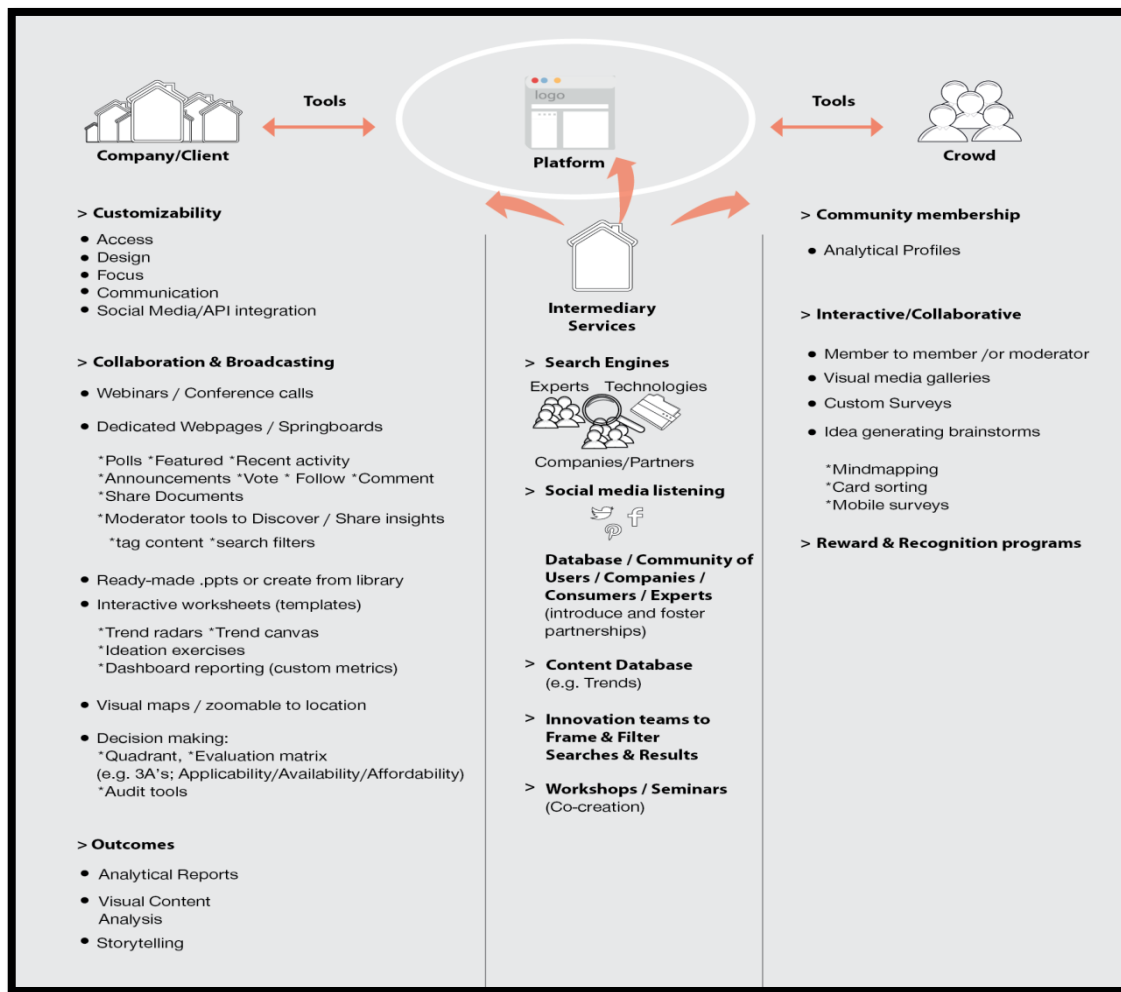 logo
Tools
Tools
Company/Client
Platform
Crowd
> Customizability
• Access
• Design
• Focus
• Communication
• Social Media/API integration
> Collaboration & Broadcasting
• Webinars / Conference calls
• Dedicated Webpages / Springboards
*Polls *Featured *Recent activity
*Announcements *Vote * Follow *Comment
*Share Documents
*Moderator tools to Discover / Share insights
*tag content *search filters
• Ready-made .ppts or create from library
• Interactive worksheets (templates)
*Trend radars *Trend canvas
*Ideation exercises
*Dashboard reporting (custom metrics)
• Visual maps / zoomable to location
• Decision making:
*Quadrant, *Evaluation matrix
(e.g. 3A's; Applicability/Availability/Affordability)
*Audit tools
> Outcomes
• Analytical Reports
• Visual Content
Analysis
• Storytelling
Intermediary
Services
> Search Engines
Experts Technologies
Companies/Partners
> Social media listening
Database / Community of
Users / Companies /
Consumers / Experts
(introduce and foster
partnerships)
> Content Database
(e.g. Trends)
> Innovation teams to
Frame & Filter
Searches & Results
> Workshops / Seminars
(Co-creation)
> Community membership
• Analytical Profiles
> Interactive/Collaborative
• Member to member /or moderator
• Visual media galleries
• Custom Surveys
• Idea generating brainstorms
*Mindmapping
*Card sorting
*Mobile surveys
> Reward & Recognition programs